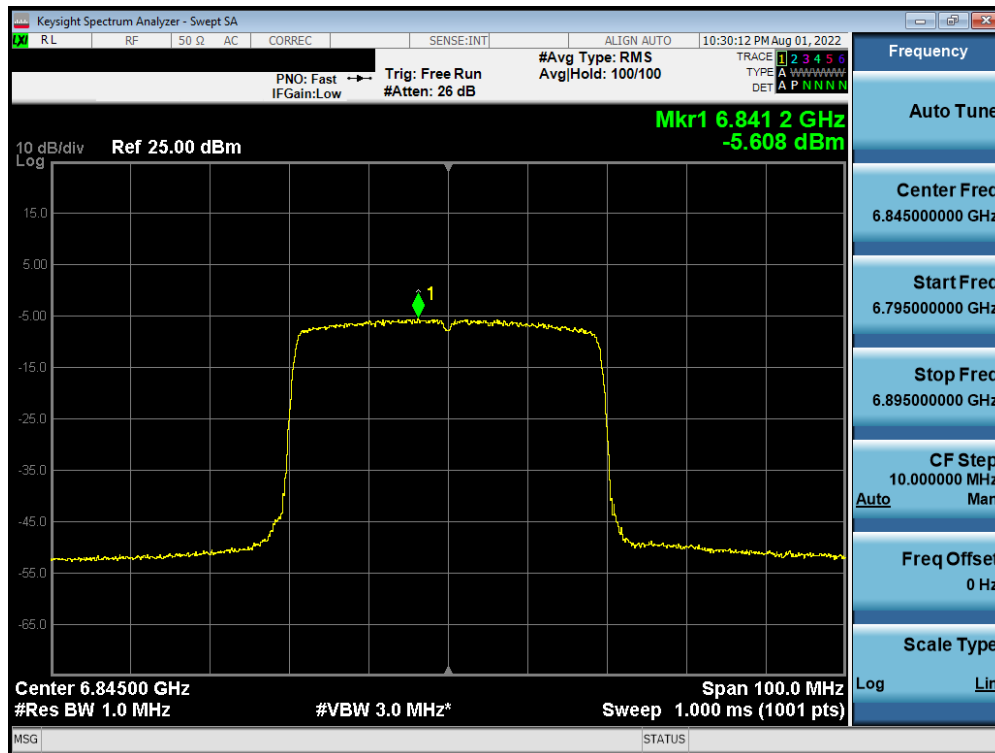 Keysight Spectrum Analyzer - Swept SA
LXI RL RF 50 Ω AC CORREC SENSE:INT ALIGN AUTO 10:30:12 PM Aug 01, 2022
PNO: Fast
IFGain:Low
Trig: Free Run
#Atten: 26 dB
#Avg Type: RMS
Avg|Hold: 100/100
TRACE 1 2 3 4 5 6
TYPE A WWWWW
DET A P N N N N
Mkr1 6.841 2 GHz
-5.608 dBm
10 dB/div Ref 25.00 dBm
Log
15.0
5.00
1
-5.00
-15.0
-25.0
-35.0
-45.0
-55.0
-65.0
Center 6.84500 GHz Span 100.0 MHz
#Res BW 1.0 MHz #VBW 3.0 MHz* Sweep 1.000 ms (1001 pts)
MSG STATUS
Frequency
Auto Tune
Center Freq
6.845000000 GHz
Start Freq
6.795000000 GHz
Stop Freq
6.895000000 GHz
CF Step
10.000000 MHz
Auto Man
Freq Offset
0 Hz
Scale Type
Log Lin